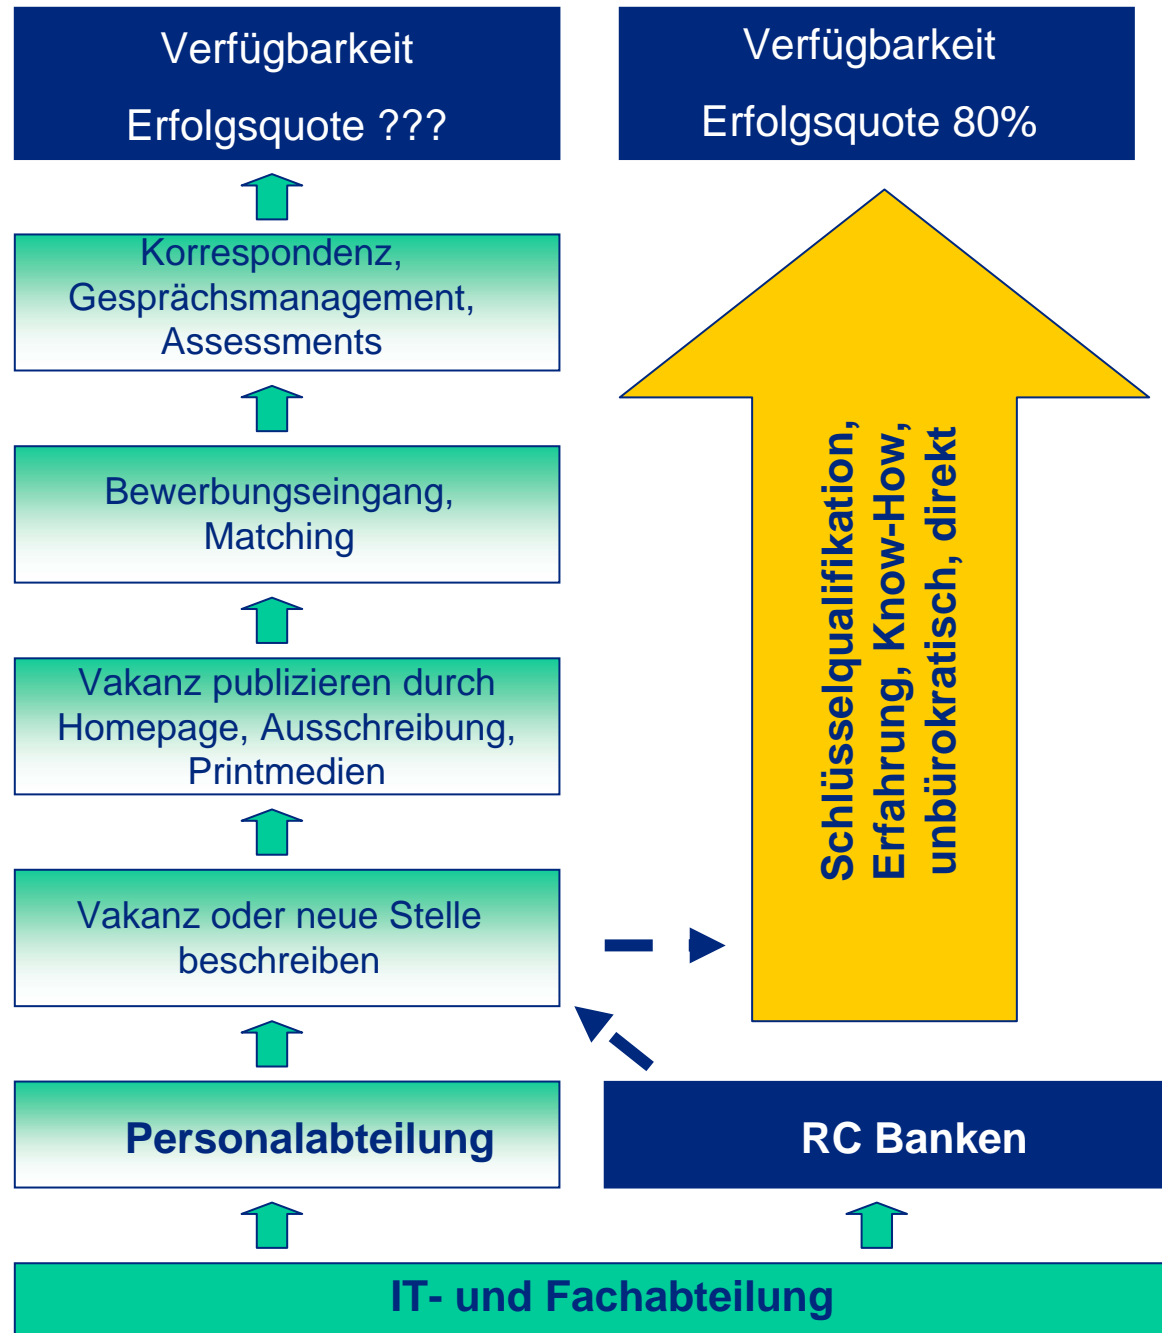 Verfügbarkeit
Erfolgsquote ???
Verfügbarkeit
Erfolgsquote 80%
Korrespondenz,
Gesprächsmanagement,
Assessments
Bewerbungseingang,
Matching
Vakanz publizieren durch
Homepage, Ausschreibung,
Printmedien
Vakanz oder neue Stelle
beschreiben
Schlüsselqualifikation,
Erfahrung, Know-How,
unbürokratisch, direkt
Personalabteilung
RC Banken
IT- und Fachabteilung